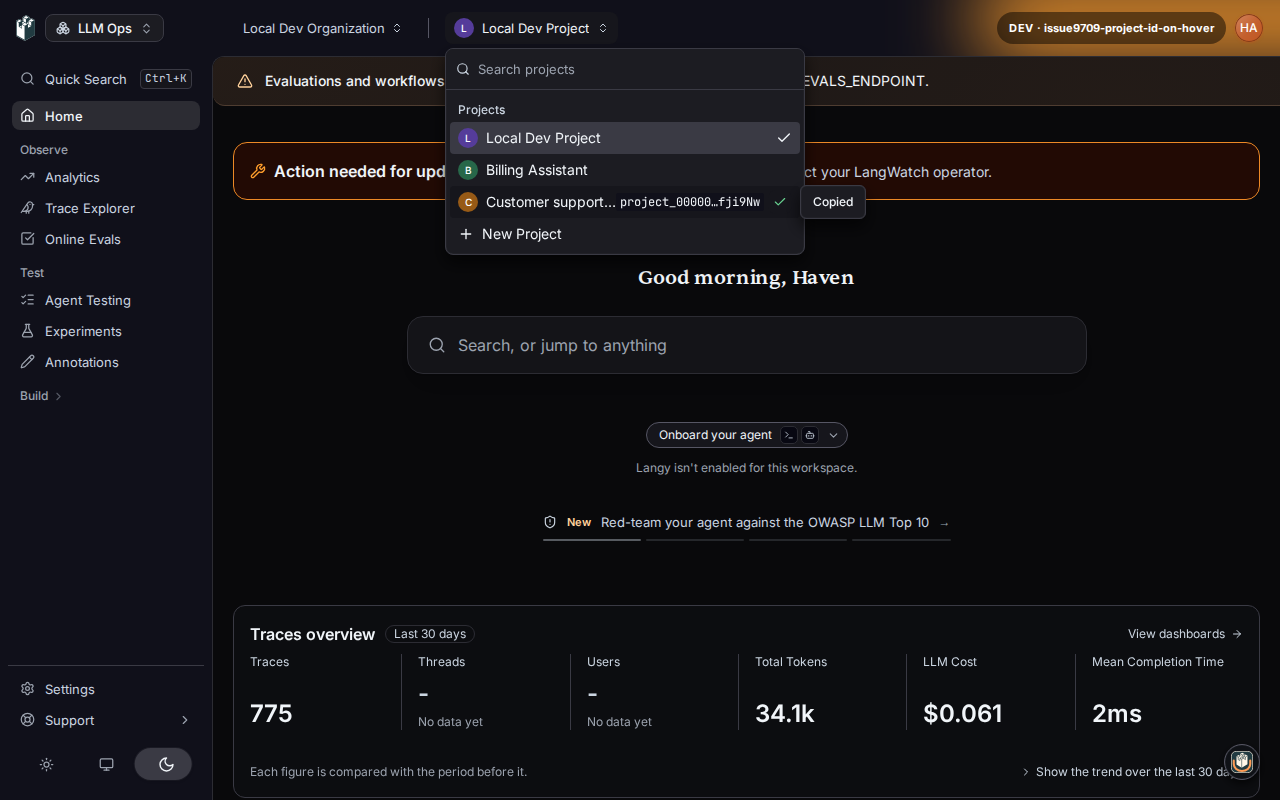 LLM Ops
Local Dev Organization
L Local Dev Project
DEV · issue9709-project-id-on-hover
HA
Quick Search Ctrl+K
Home
Observe
Analytics
Trace Explorer
Online Evals
Test
Agent Testing
Experiments
Annotations
Build
Settings
Support
Search projects
Projects
L Local Dev Project
B Billing Assistant
C Customer support... project_00000…fji9Nw
Copied
New Project
Evaluations and workflows EVALS_ENDPOINT.
Action needed for upd ct your LangWatch operator.
Good morning, Haven
Search, or jump to anything
Onboard your agent
Langy isn't enabled for this workspace.
New Red-team your agent against the OWASP LLM Top 10 →
Traces overview Last 30 days
View dashboards →
Traces
775
Threads
-
No data yet
Users
-
No data yet
Total Tokens
34.1k
LLM Cost
$0.061
Mean Completion Time
2ms
Each figure is compared with the period before it.
Show the trend over the last 30 da